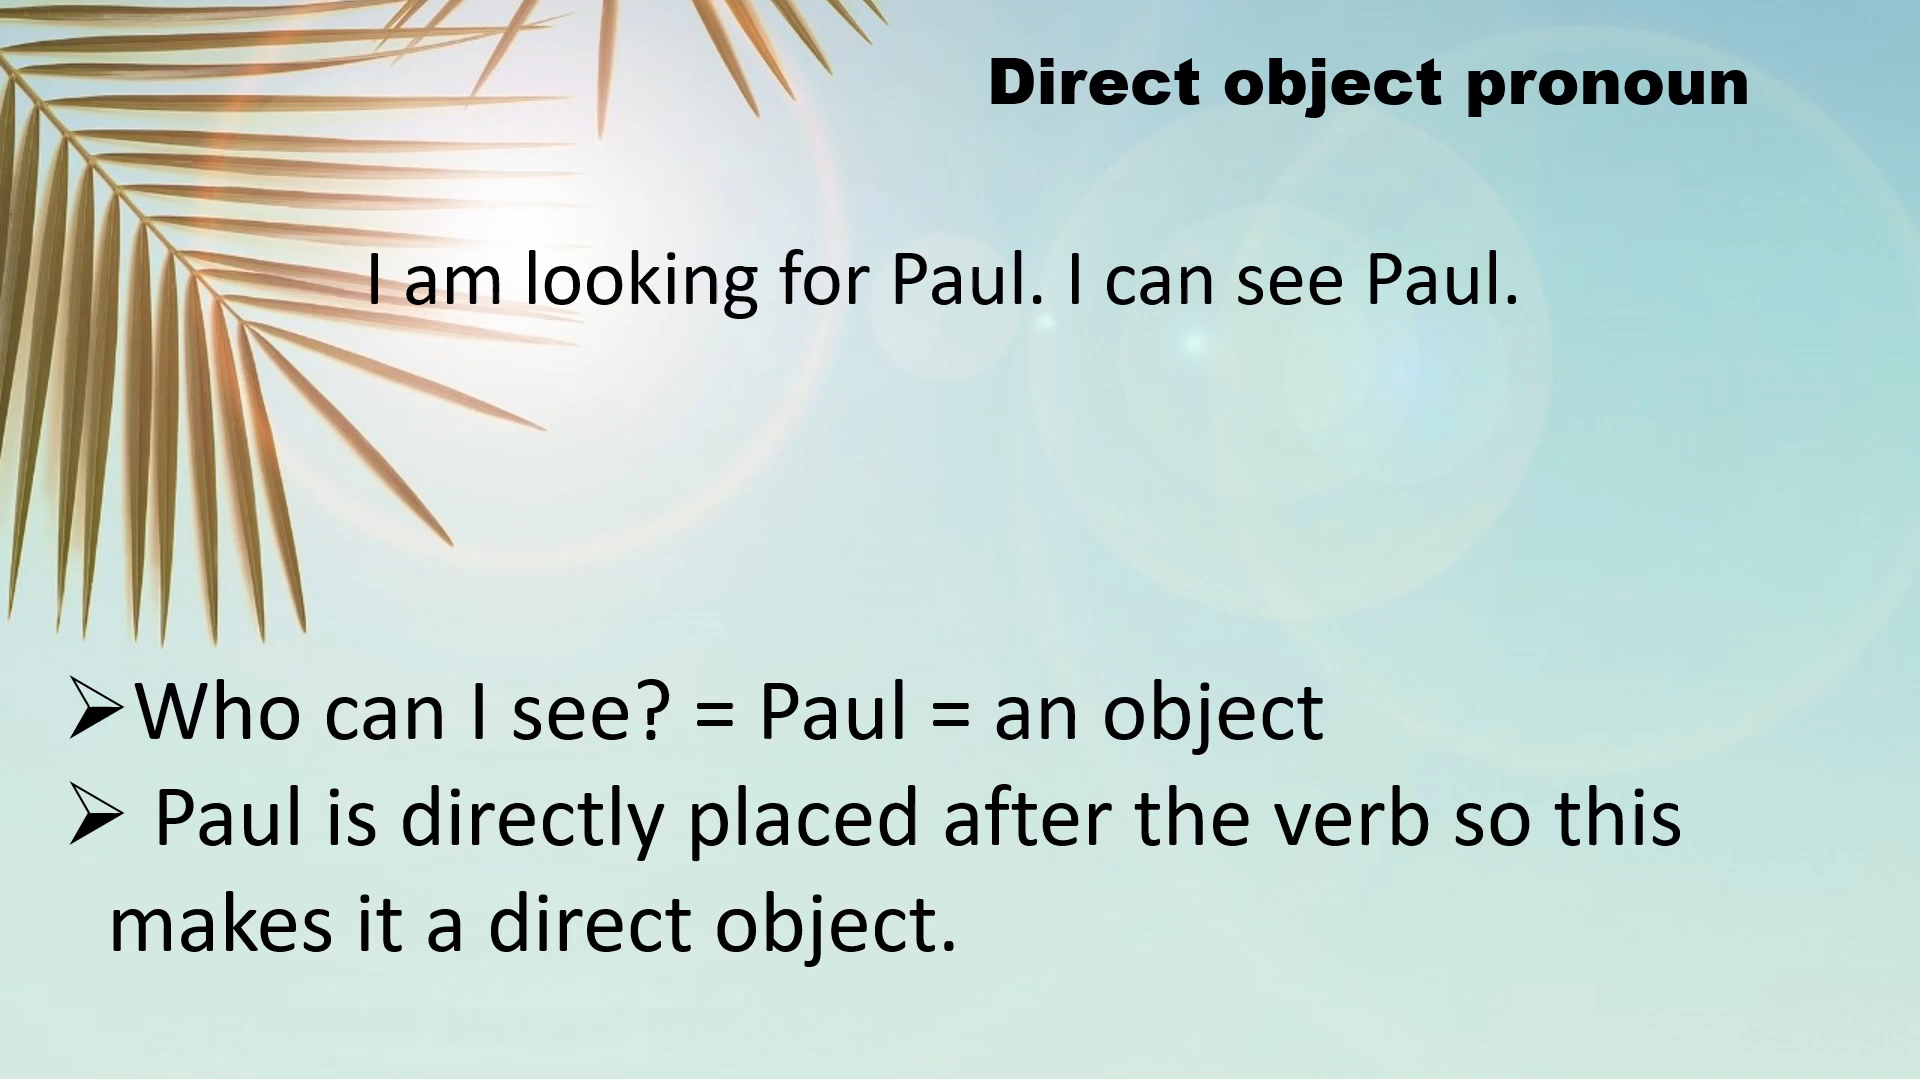 Direct object pronoun
I am looking for Paul. I can see Paul.
➢Who can I see? = Paul = an object
➢ Paul is directly placed after the verb so this
makes it a direct object.